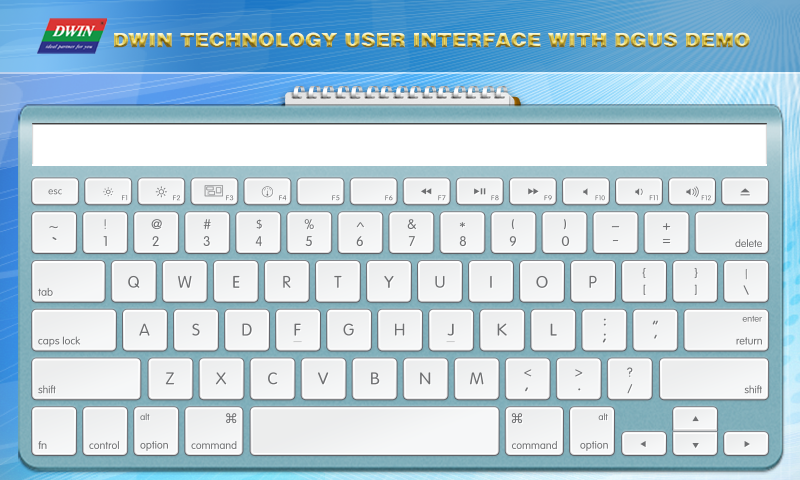 DWIN
ideal partner for you
DWIN TECHNOLOGY USER INTERFACE WITH DGUS DEMO
esc F1 F2 F3 F4 F5 F6 F7 F8 F9 F10 F11 F12
~ ! @ # $ % ^ & * ( ) – +
` 1 2 3 4 5 6 7 8 9 0 - = delete
tab Q W E R T Y U I O P { [ } ] | \
caps lock A S D F G H J K L : ; " ' enter return
shift Z X C V B N M < , > . ? / shift
fn control alt option ⌘ command ⌘ command alt option ◀ ▲ ▼ ▶